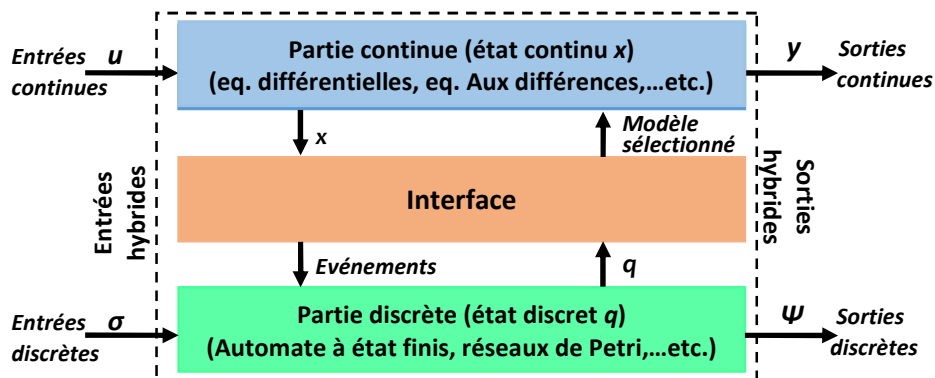 Partie continue (état continu x)
(eq. différentielles, eq. Aux différences,…etc.)
Entrées
continues
u
y
Sorties
continues
x
Modèle
sélectionné
Entrées
hybrides
Interface
Sorties
hybrides
Evénements
q
Partie discrète (état discret q)
(Automate à état finis, réseaux de Petri,…etc.)
Entrées
discrètes
σ
Ψ
Sorties
discrètes